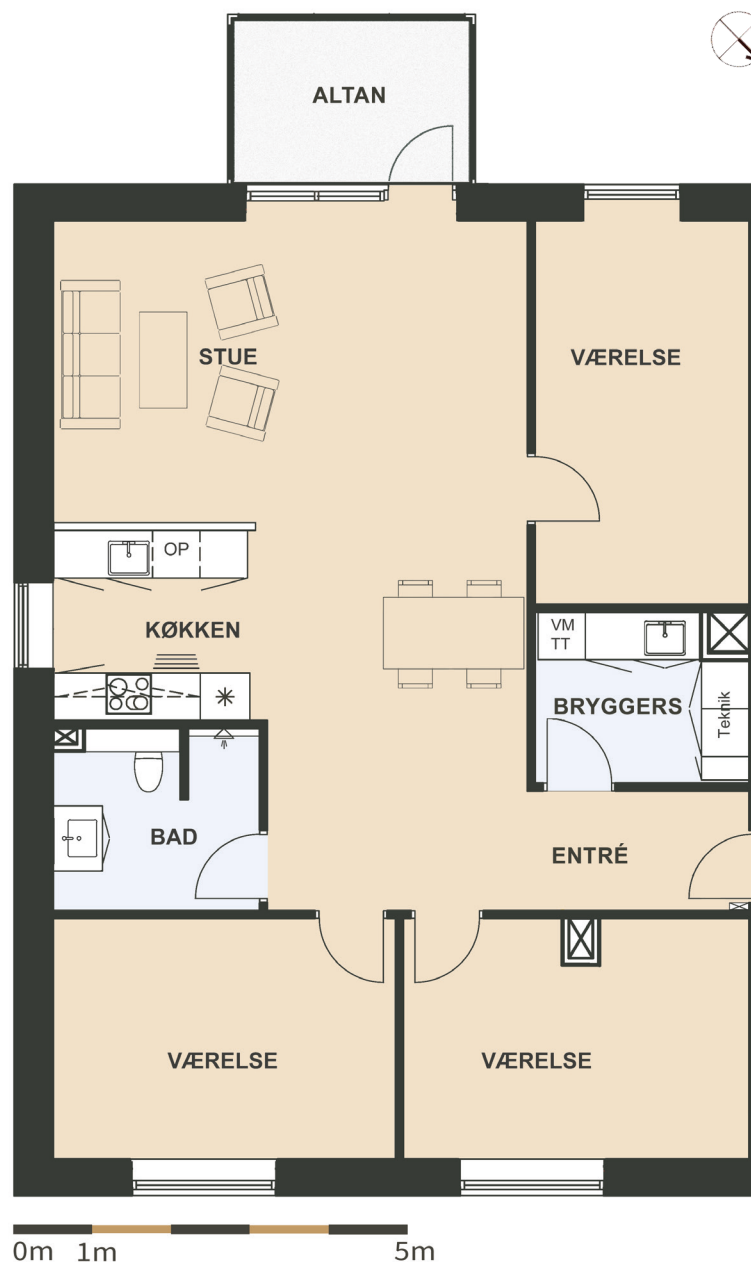 ALTAN
STUE
VÆRELSE
OP
KØKKEN
VM
TT
BRYGGERS
Teknik
BAD
ENTRÉ
VÆRELSE
VÆRELSE
0m 1m 5m